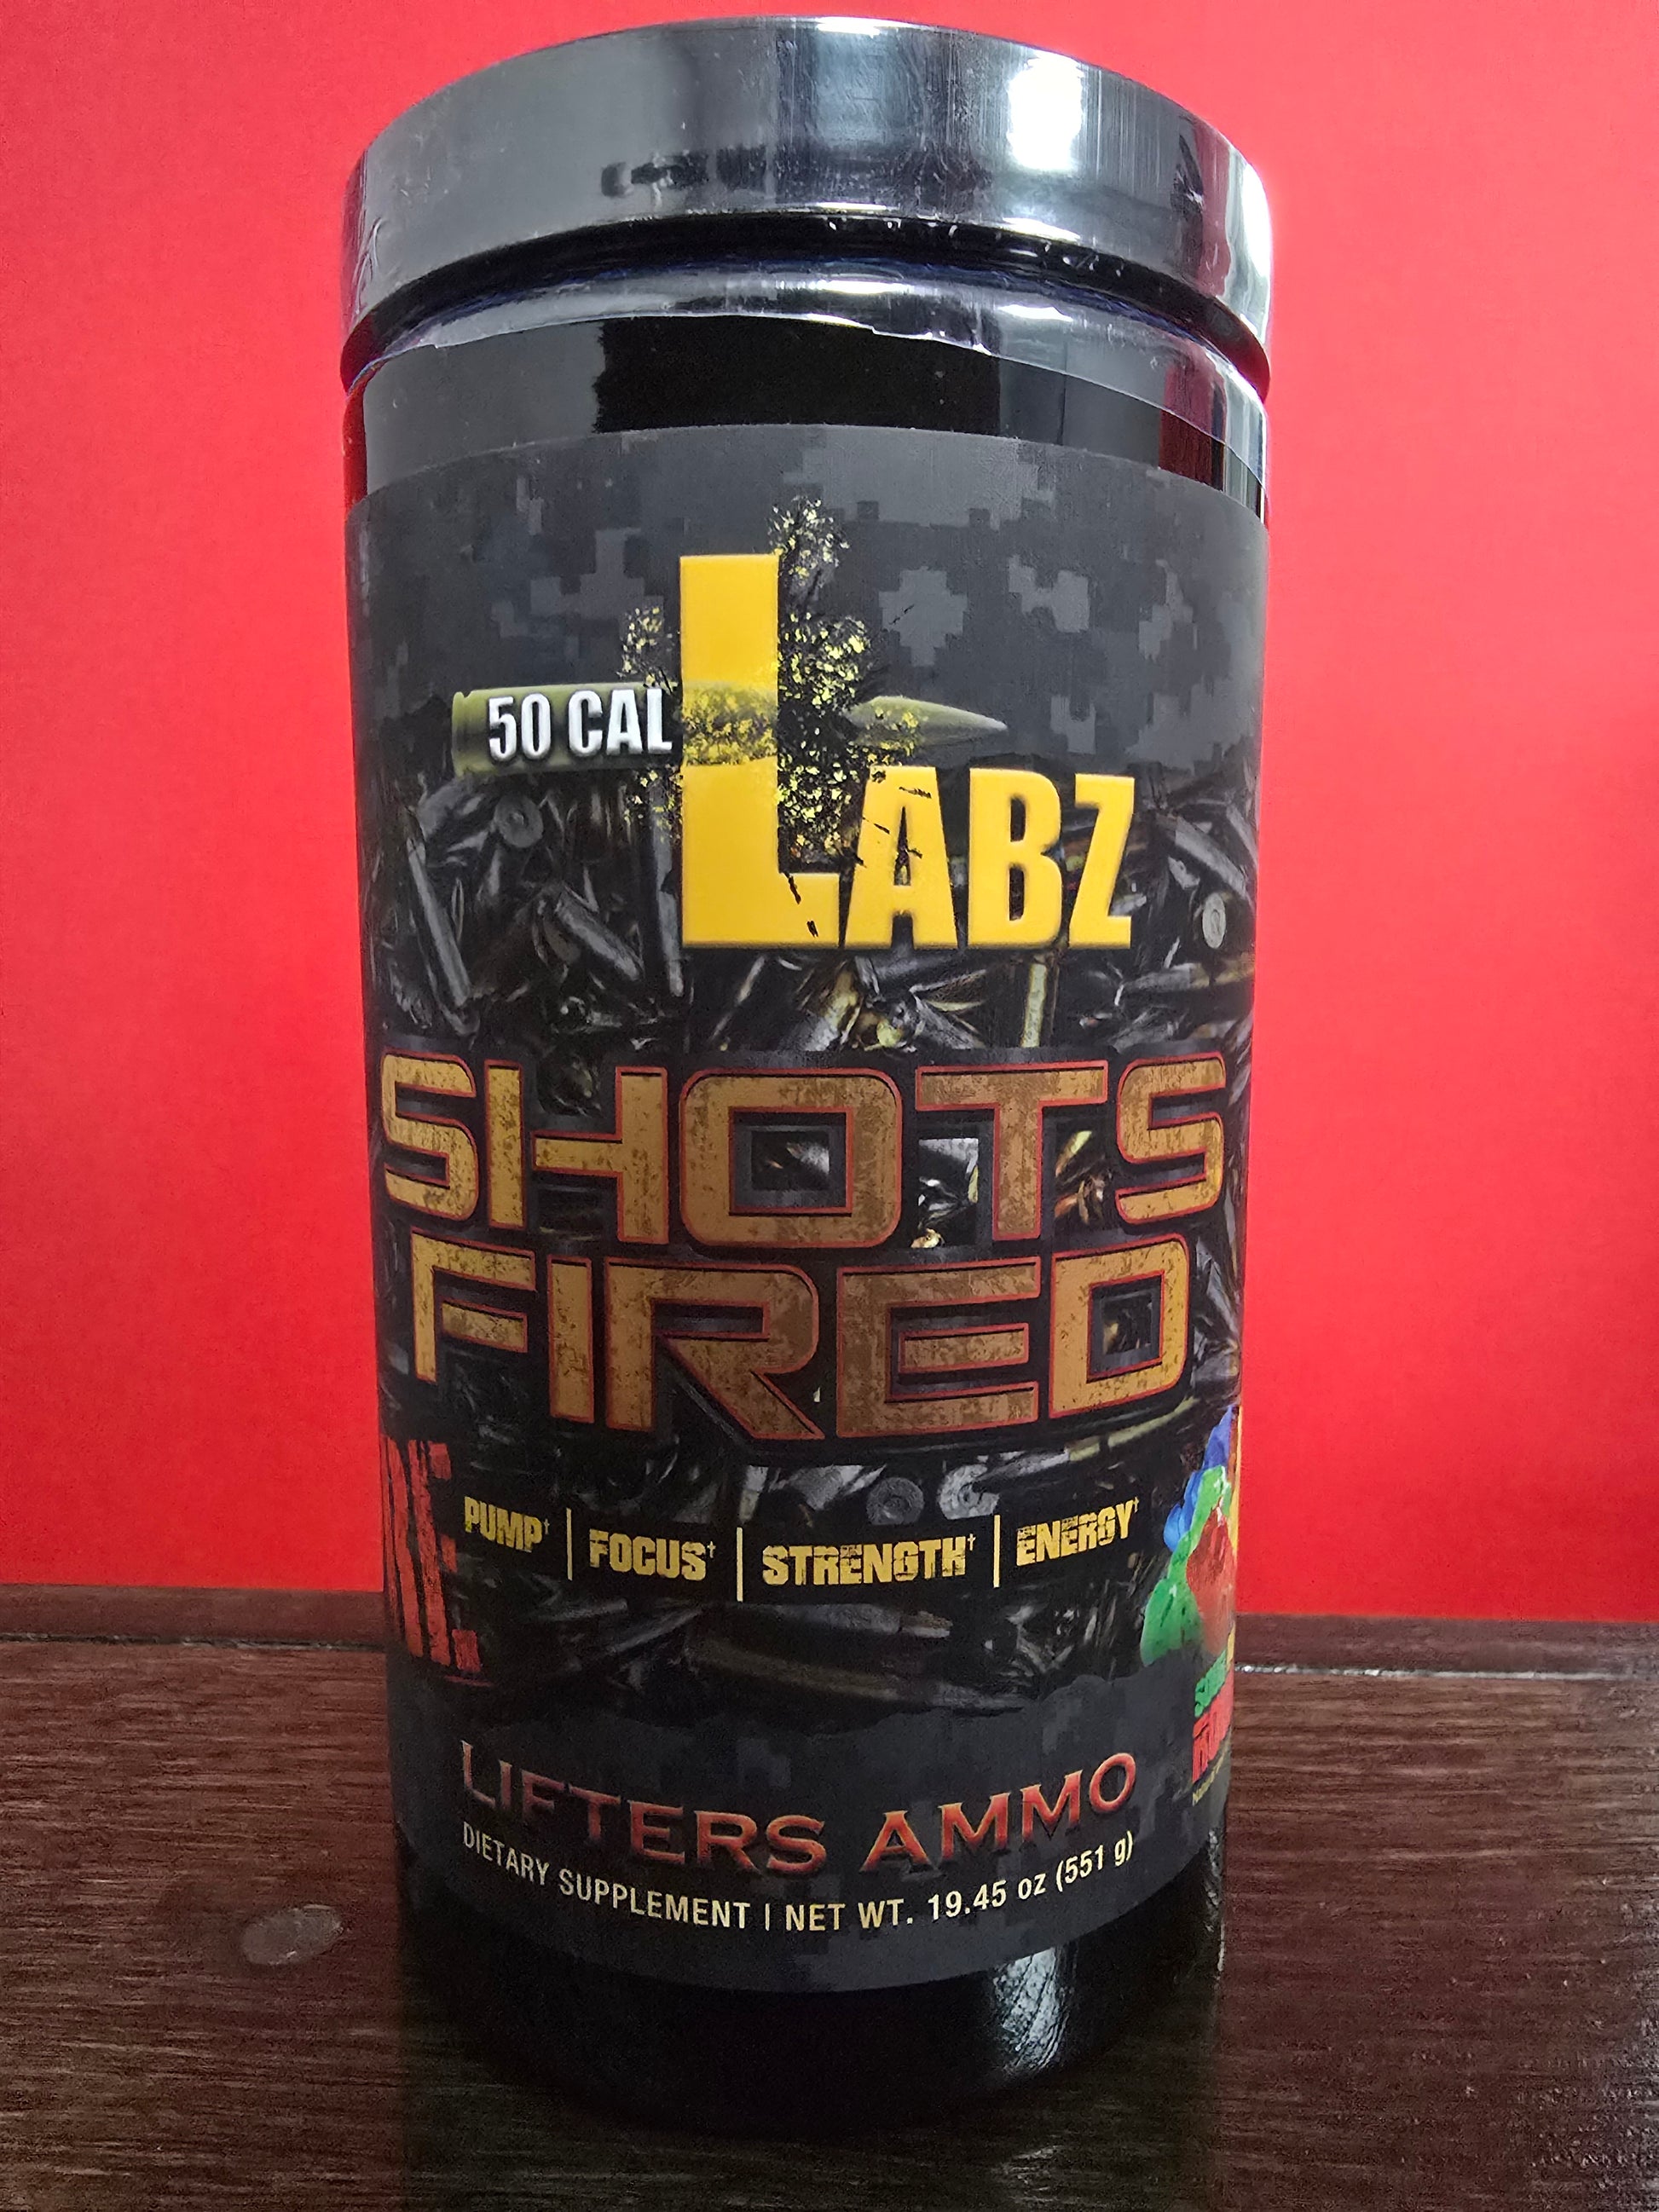 50 CAL
LABZ
SHOTS
FIRED
PUMP† | FOCUS† | STRENGTH† | ENERGY†
LIFTERS AMMO
DIETARY SUPPLEMENT | NET WT. 19.45 oz (551 g)